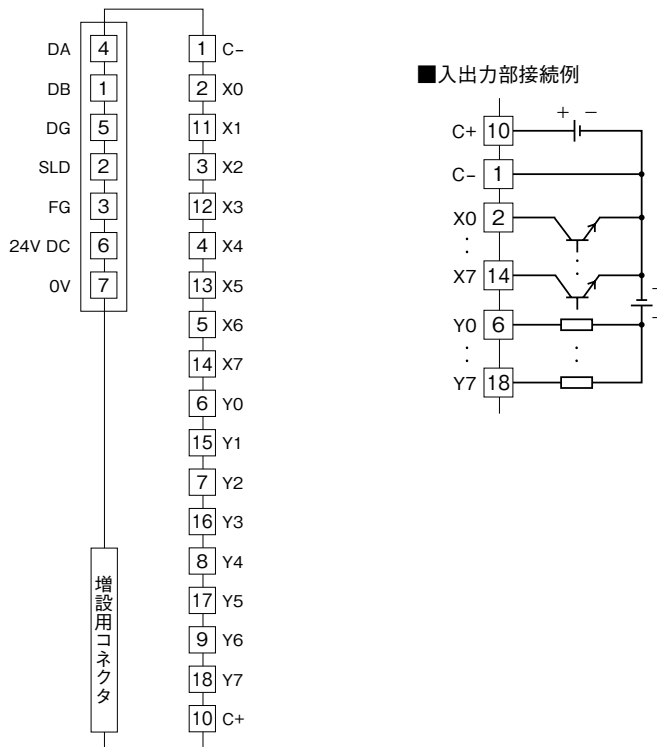 DA 4
DB 1
DG 5
SLD 2
FG 3
24V DC 6
0V 7
増設用コネクタ
1 C−
2 X0
11 X1
3 X2
12 X3
4 X4
13 X5
5 X6
14 X7
6 Y0
15 Y1
7 Y2
16 Y3
8 Y4
17 Y5
9 Y6
18 Y7
10 C+
■入出力部接続例
+ −
C+ 10
C− 1
X0 2
:
X7 14
Y0 6
:
Y7 18